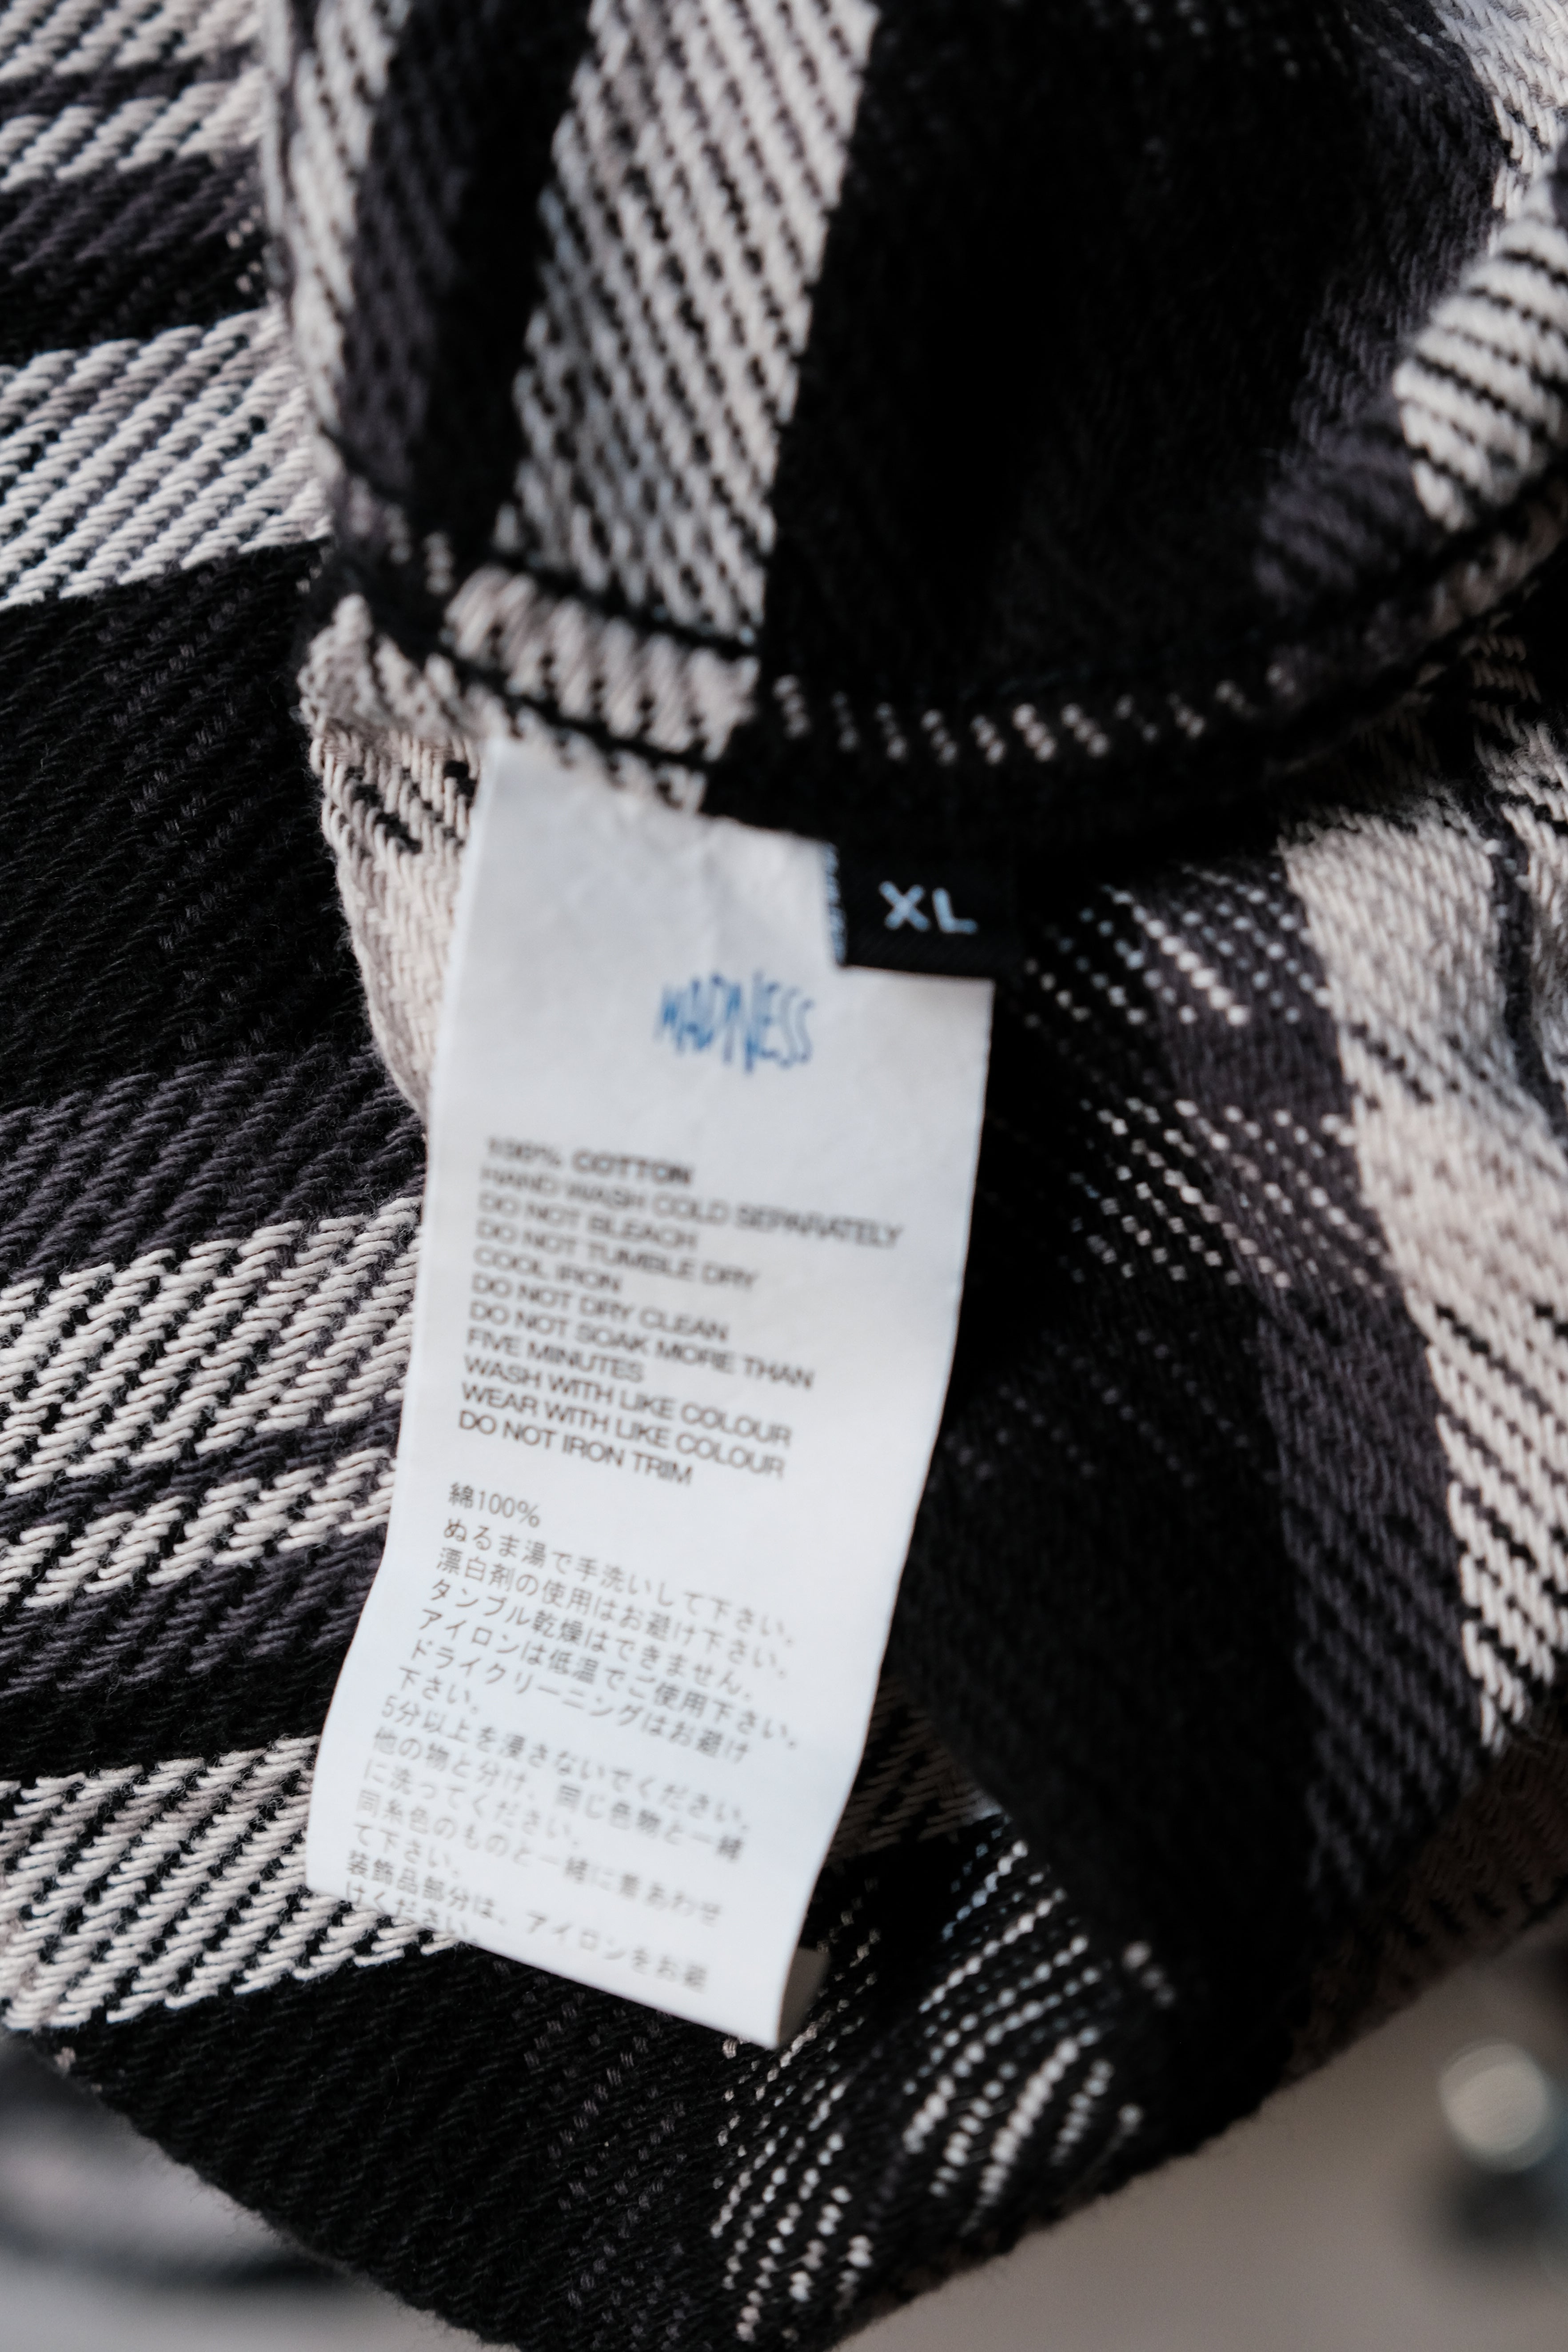 XL
MADNESS
100% COTTON
HAND WASH COLD SEPARATELY
DO NOT BLEACH
DO NOT TUMBLE DRY
COOL IRON
DO NOT DRY CLEAN
DO NOT SOAK MORE THAN
FIVE MINUTES
WASH WITH LIKE COLOUR
WEAR WITH LIKE COLOUR
DO NOT IRON TRIM
綿100%
ぬるま湯で手洗いして下さい。
漂白剤の使用はお避け下さい。
タンブル乾燥はできません。
アイロンは低温でご使用下さい。
ドライクリーニングはお避け
下さい。
5分以上を浸さないでください。
他の物と分け、同じ色物と一緒
に洗ってください。
同糸色のものと一緒に着あわせ
て下さい。
装飾品部分は、アイロンをお避
けください。